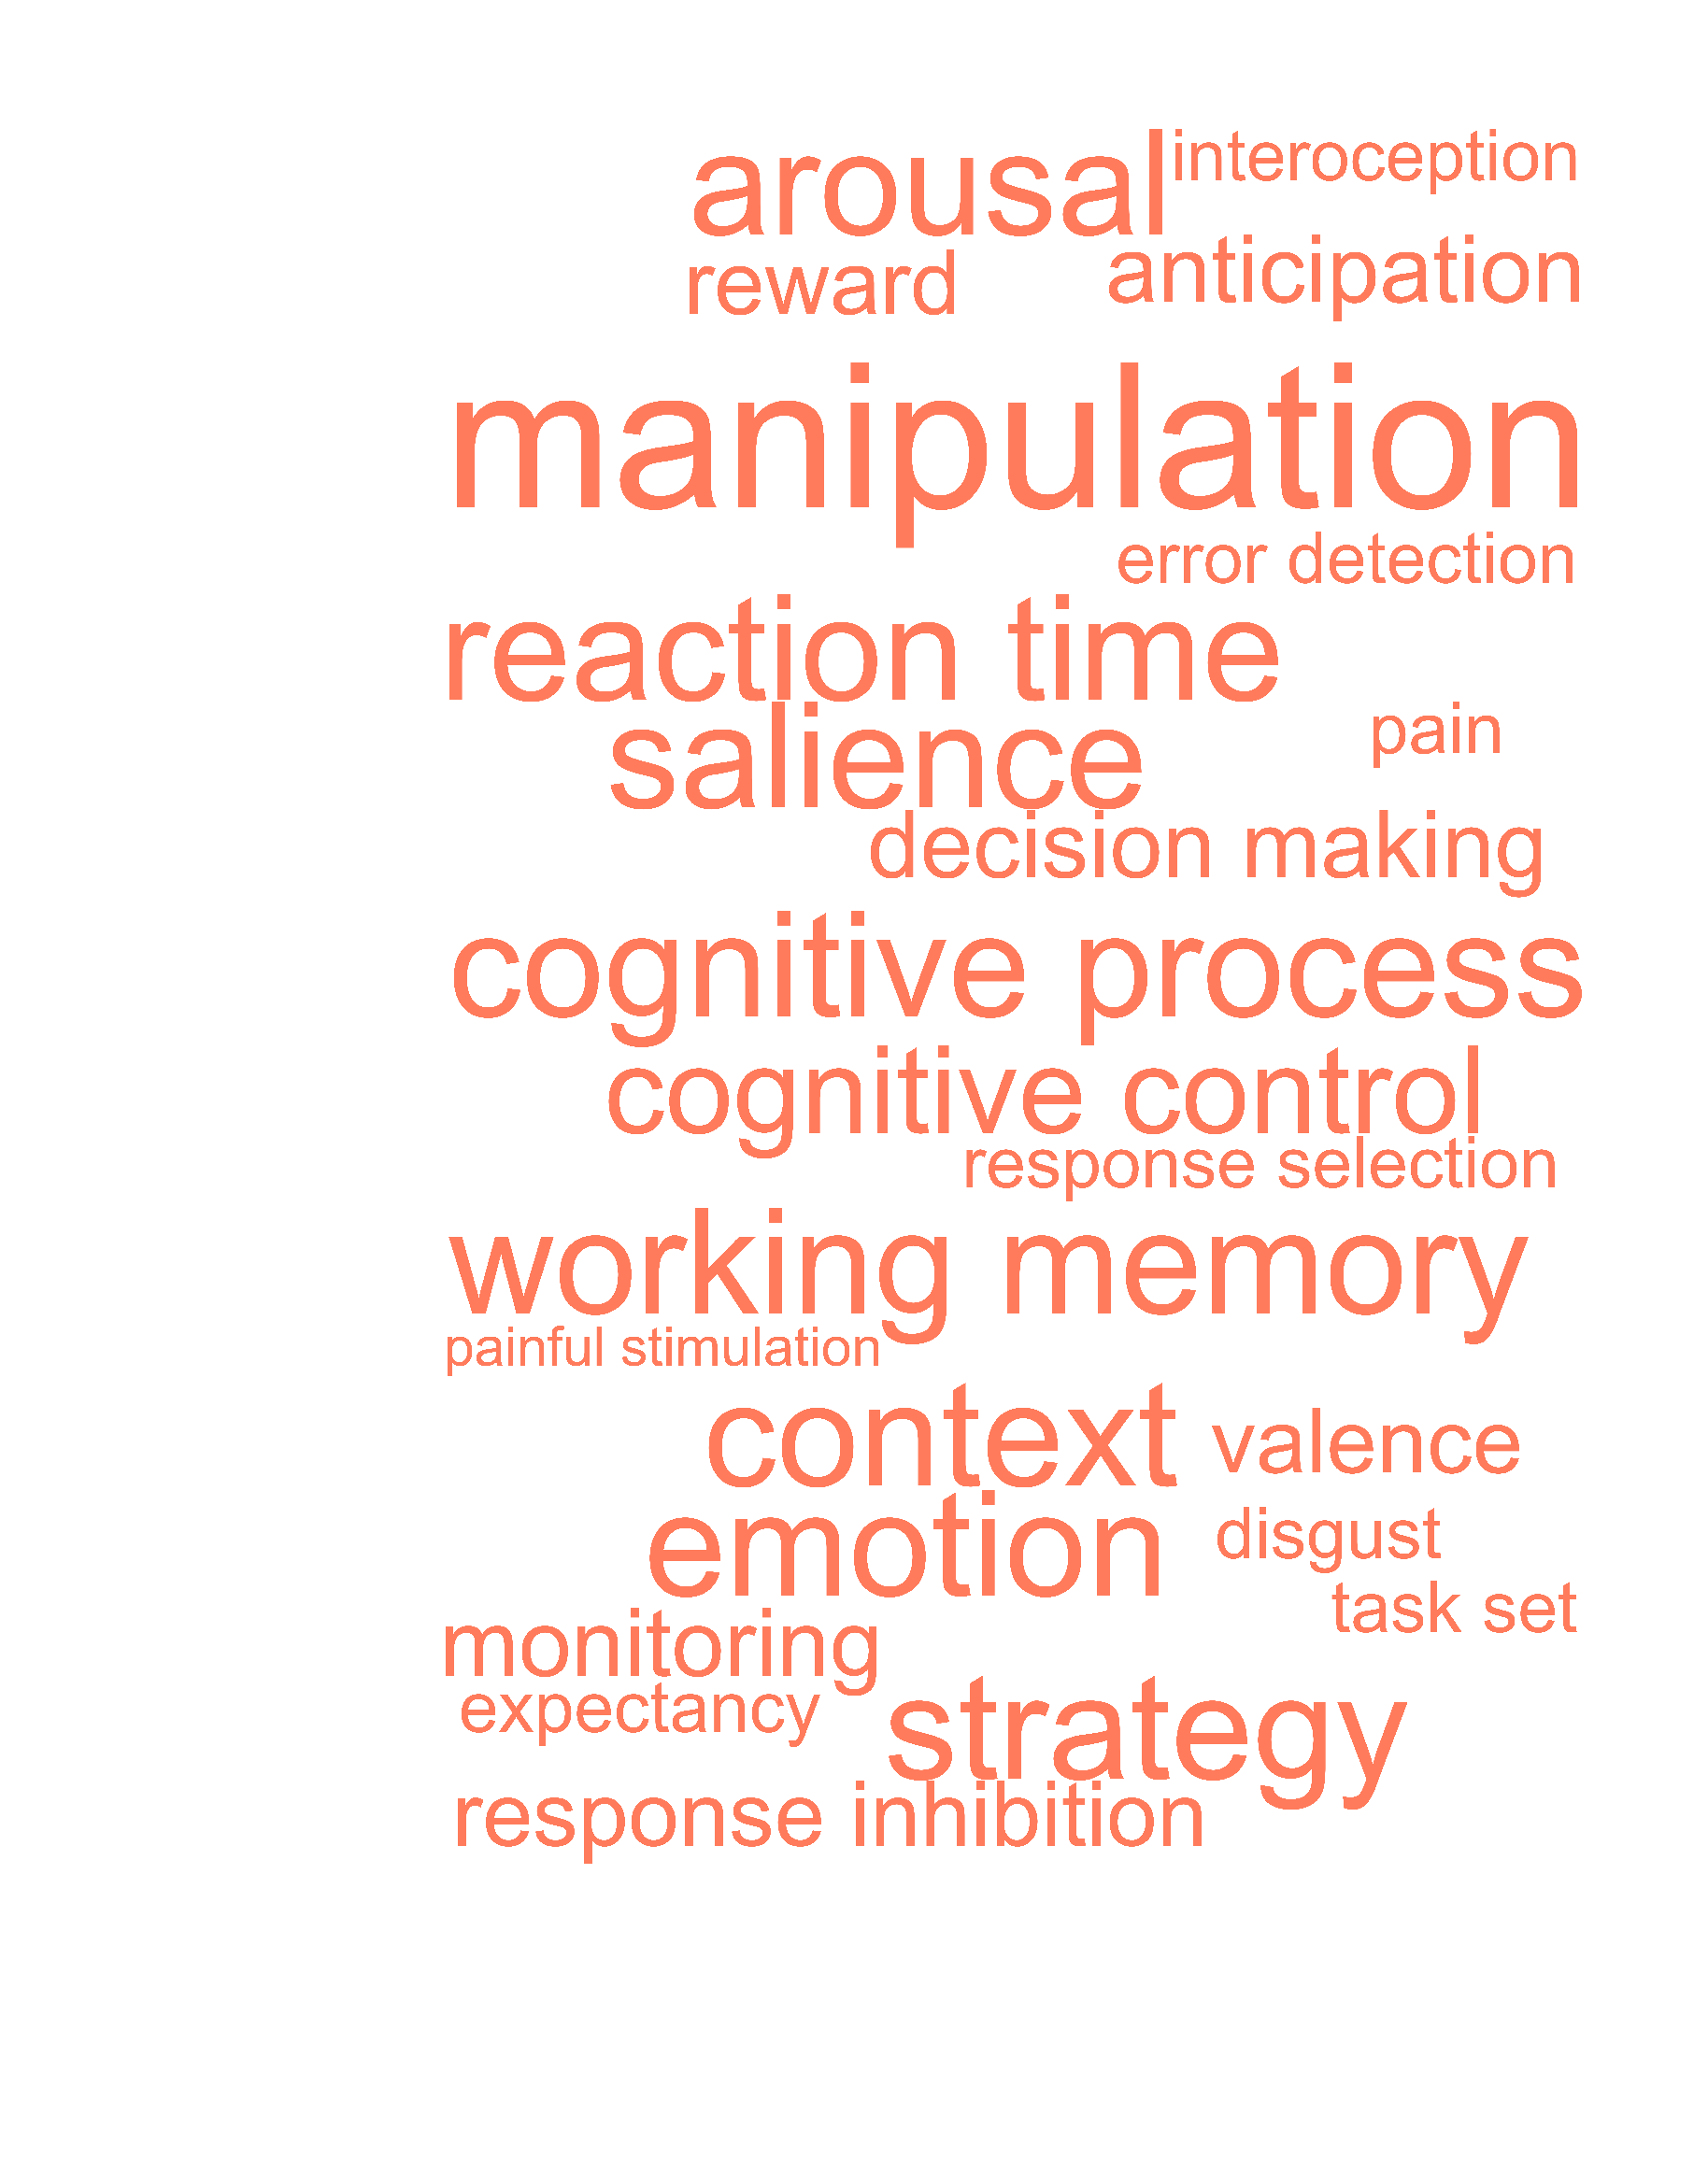 arousal interoception
reward anticipation
manipulation
error detection
reaction time
salience pain
decision making
cognitive process
cognitive control
response selection
working memory
painful stimulation
context valence
emotion disgust
task set
monitoring
expectancy strategy
response inhibition